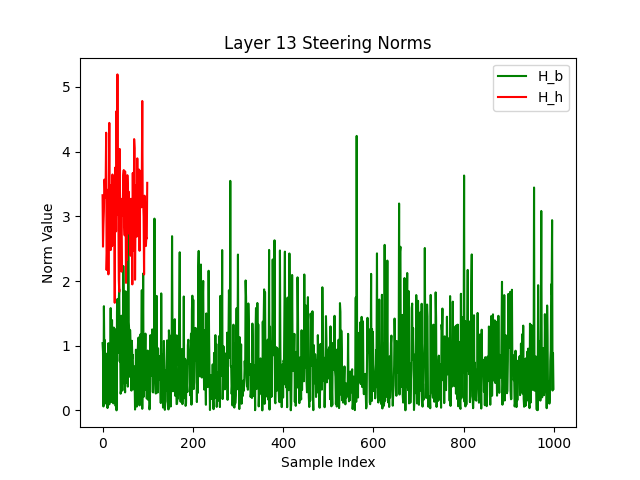 Layer 13 Steering Norms
H_b
H_h
Norm Value
5
4
3
2
1
0
0 200 400 600 800 1000
Sample Index